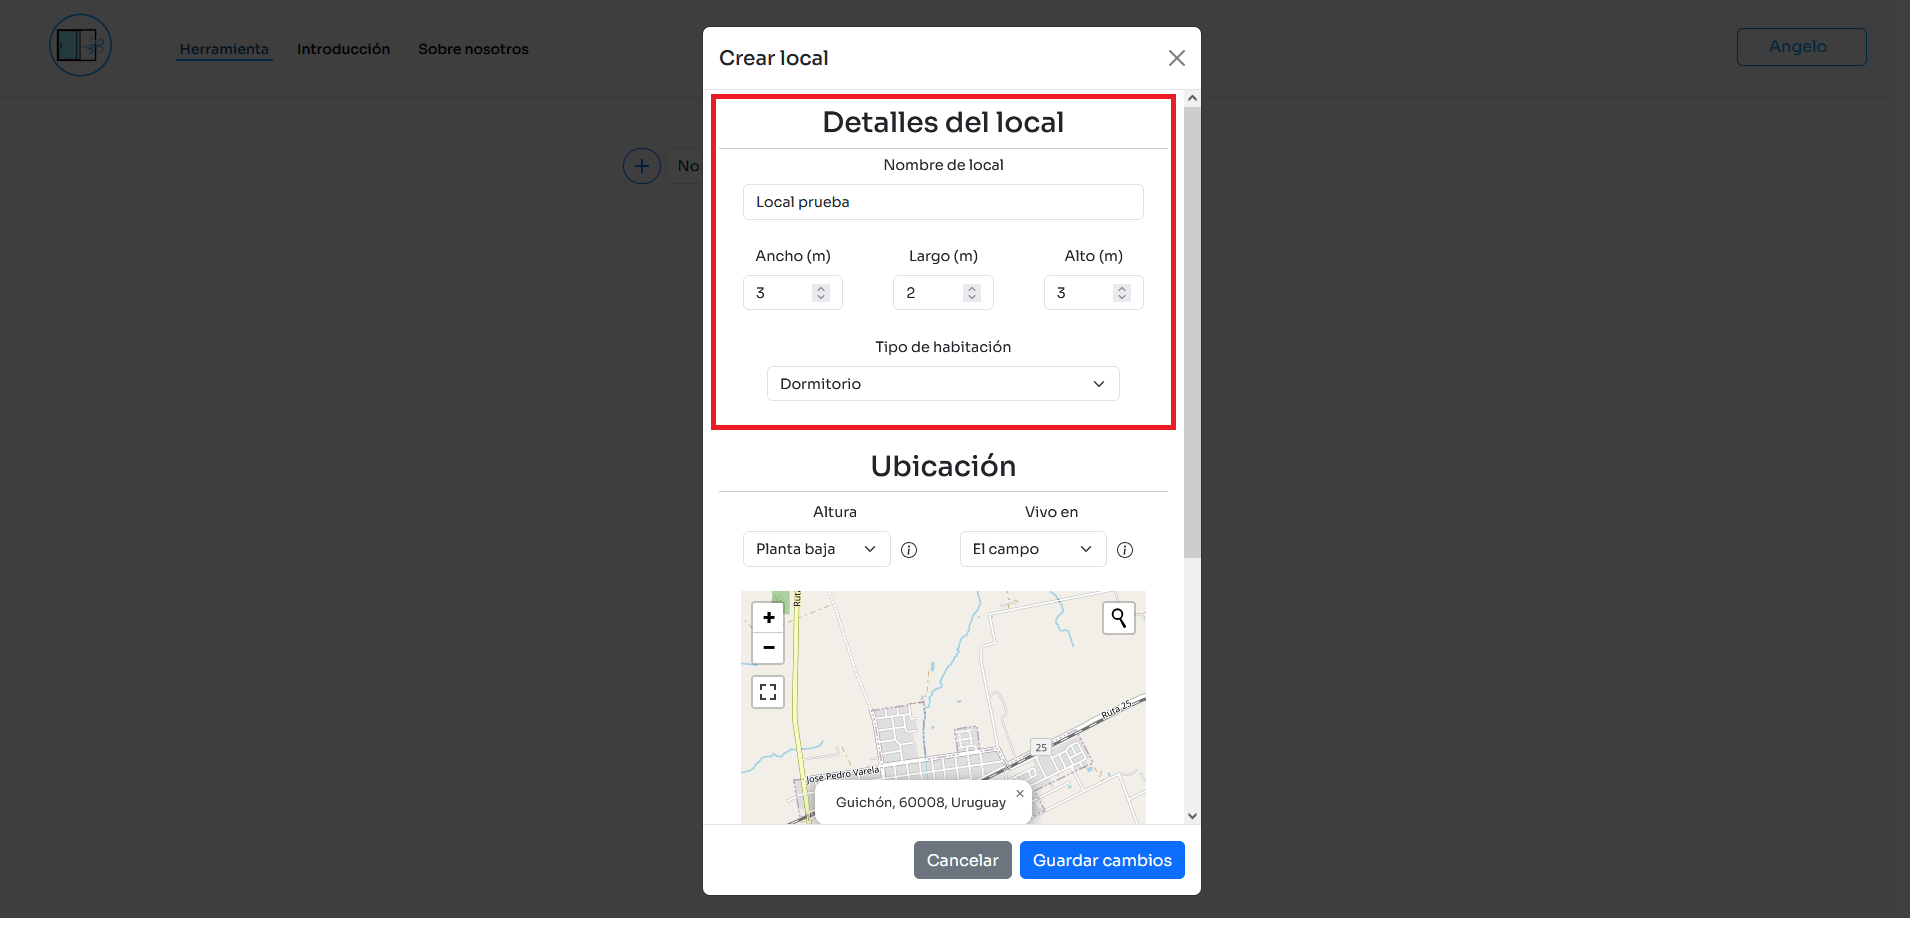 Herramienta Introducción Sobre nosotros
Angelo
Crear local
No
Detalles del local
Nombre de local
Local prueba
Ancho (m) Largo (m) Alto (m)
3 2 3
Tipo de habitación
Dormitorio
Ubicación
Altura Vivo en
Planta baja El campo
Ruta 25
25
José Pedro Varela
Guichón, 60008, Uruguay
Cancelar Guardar cambios